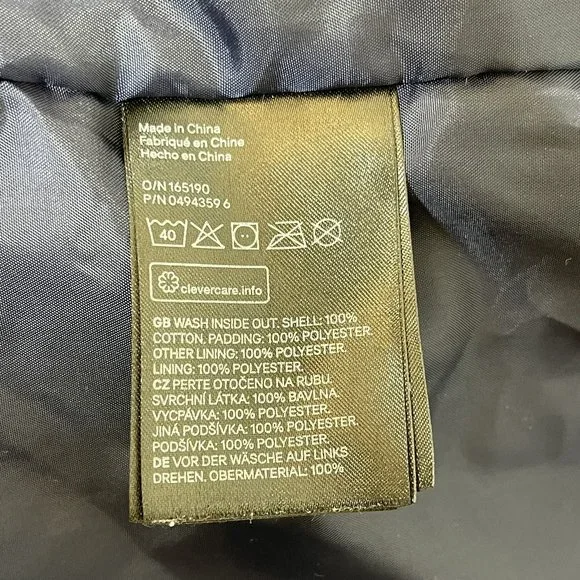 Made in China
Fabriqué en Chine
Hecho en China
O/N 165190
P/N 0494359 6
40
clevercare.info
GB WASH INSIDE OUT. SHELL: 100%
COTTON. PADDING: 100% POLYESTER.
OTHER LINING: 100% POLYESTER.
LINING: 100% POLYESTER.
CZ PERTE OTOČENO NA RUBU.
SVRCHNÍ LÁTKA: 100% BAVLNA.
VYCPÁVKA: 100% POLYESTER.
JINÁ PODŠÍVKA: 100% POLYESTER.
PODŠÍVKA: 100% POLYESTER.
DE VOR DER WÄSCHE AUF LINKS
DREHEN. OBERMATERIAL: 100%